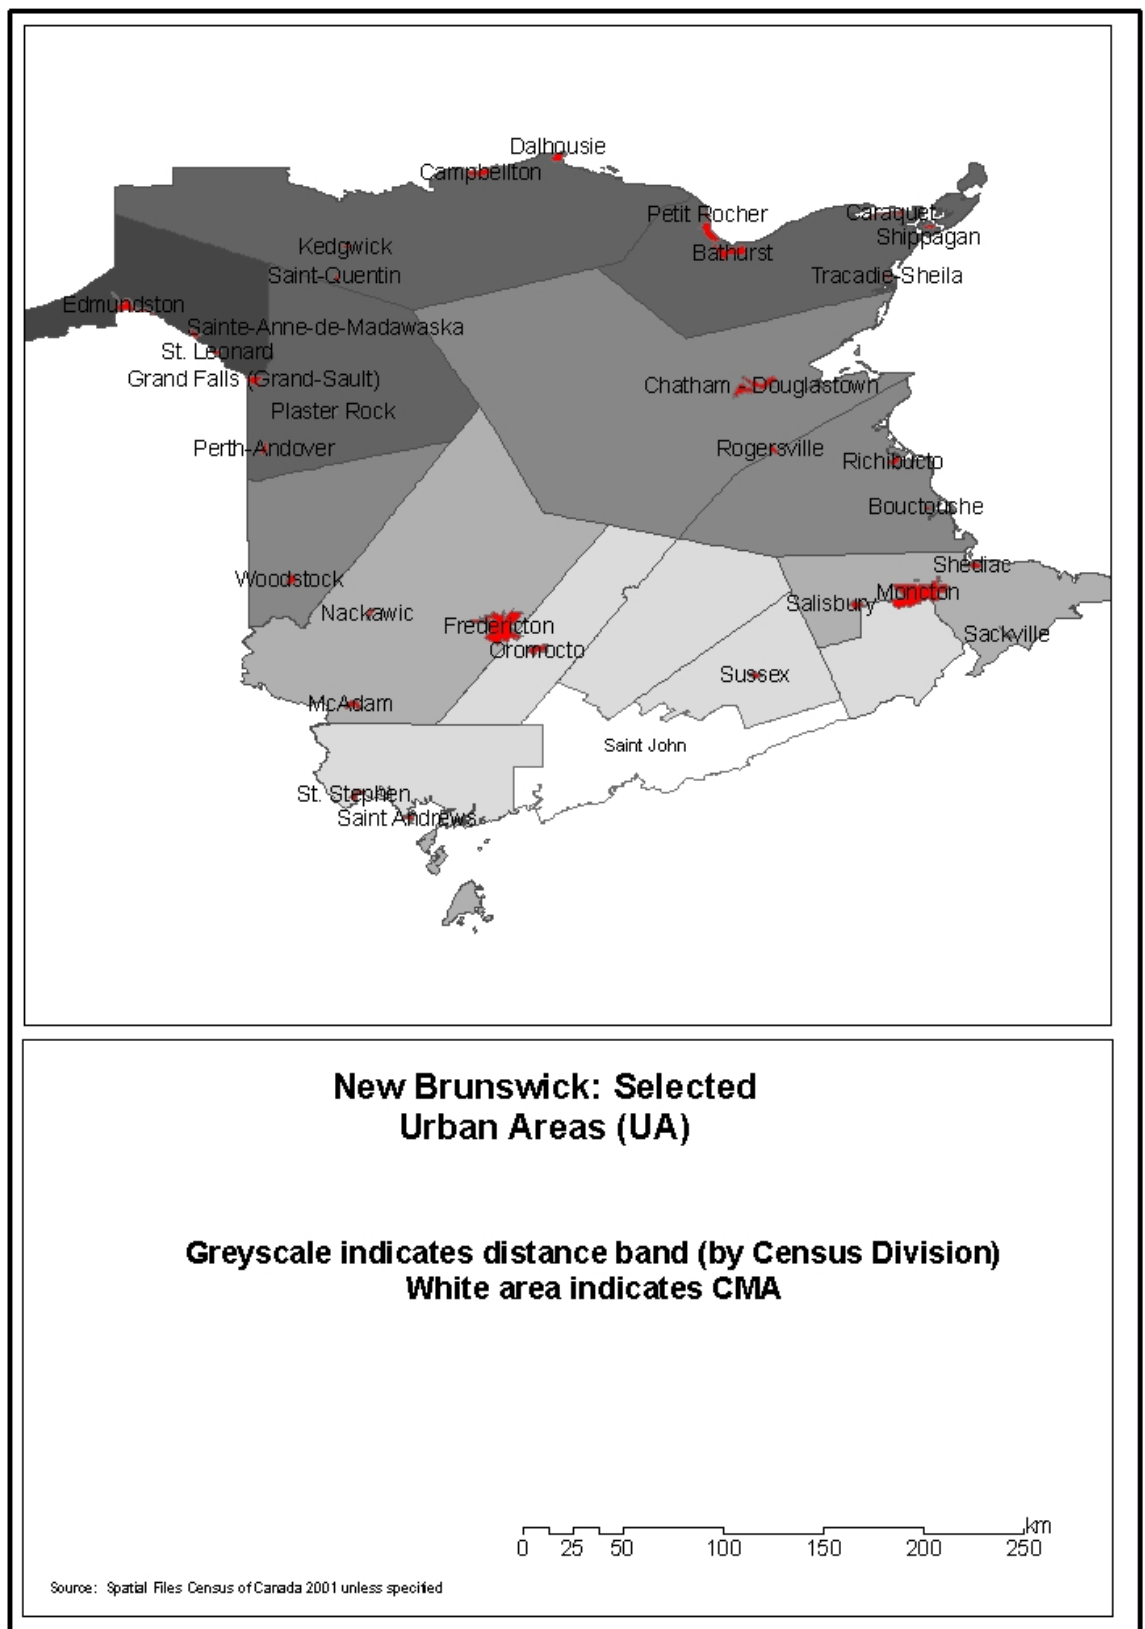 Dalhousie
Campbellton
Petit Rocher
Caraquet
Shippagan
Kedgwick
Bathurst
Saint-Quentin
Tracadie-Sheila
Edmundston
Sainte-Anne-de-Madawaska
St. Leonard
Grand Falls (Grand-Sault)
Chatham - Douglastown
Plaster Rock
Perth-Andover
Rogersville
Richibucto
Bouctouche
Shediac
Woodstock
Moncton
Salisbury
Nackawic
Fredericton
Sackville
Oromocto
Sussex
McAdam
Saint John
St. Stephen
Saint Andrews
New Brunswick: Selected
Urban Areas (UA)
Greyscale indicates distance band (by Census Division)
White area indicates CMA
km
0 25 50 100 150 200 250
Source: Spatial Files Census of Canada 2001 unless specified